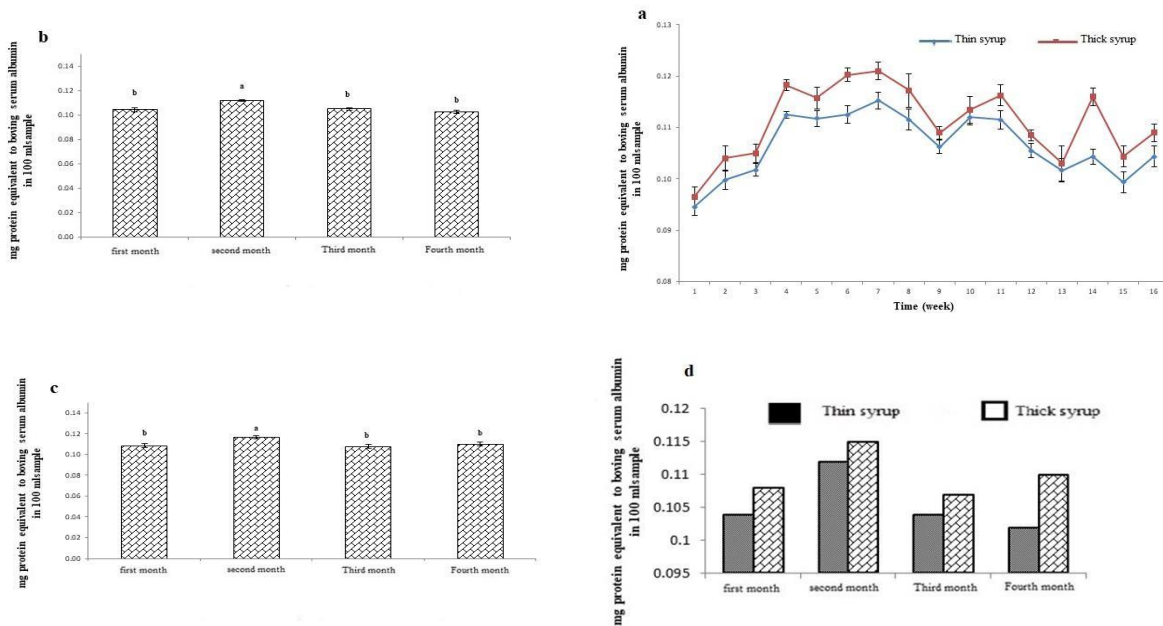 b
mg protein equivalent to boving serum albumin
in 100 mlsample
0.14
0.12
0.10
0.08
0.06
0.04
0.02
0.00
b
a
b
b
first month
second month
Third month
Fourth month
a
mg protein equivalent to boving serum albumin
in 100 mlsample
0.13
0.12
0.11
0.10
0.09
0.08
Thin syrup
Thick syrup
1 2 3 4 5 6 7 8 9 10 11 12 13 14 15 16
Time (week)
c
mg protein equivalent to boving serum albumin
in 100 mlsample
0.14
0.12
0.10
0.08
0.06
0.04
0.02
0.00
b
a
b
b
first month
second month
Third month
Fourth month
d
mg protein equivalent to boving serum albumin
in 100 mlsample
0.12
0.115
0.11
0.105
0.1
0.095
Thin syrup
Thick syrup
first month
second month
Third month
Fourth month